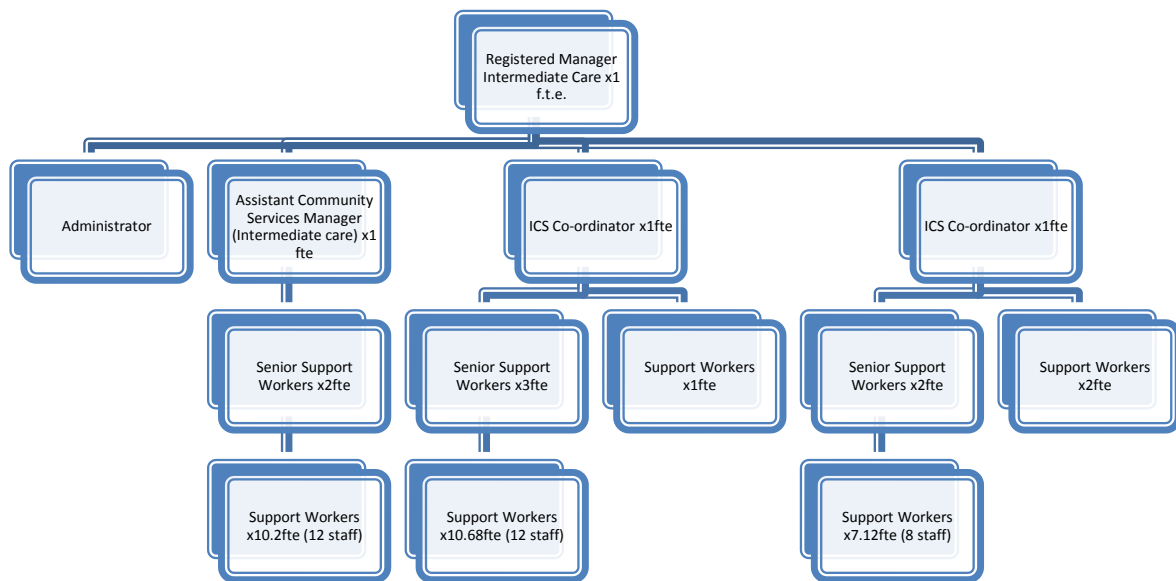 Registered Manager
Intermediate Care x1
f.t.e.
Administrator
Assistant Community
Services Manager
(Intermediate care) x1
fte
ICS Co-ordinator x1fte
ICS Co-ordinator x1fte
Senior Support
Workers x2fte
Senior Support
Workers x3fte
Support Workers
x1fte
Senior Support
Workers x2fte
Support Workers
x2fte
Support Workers
x10.2fte (12 staff)
Support Workers
x10.68fte (12 staff)
Support Workers
x7.12fte (8 staff)